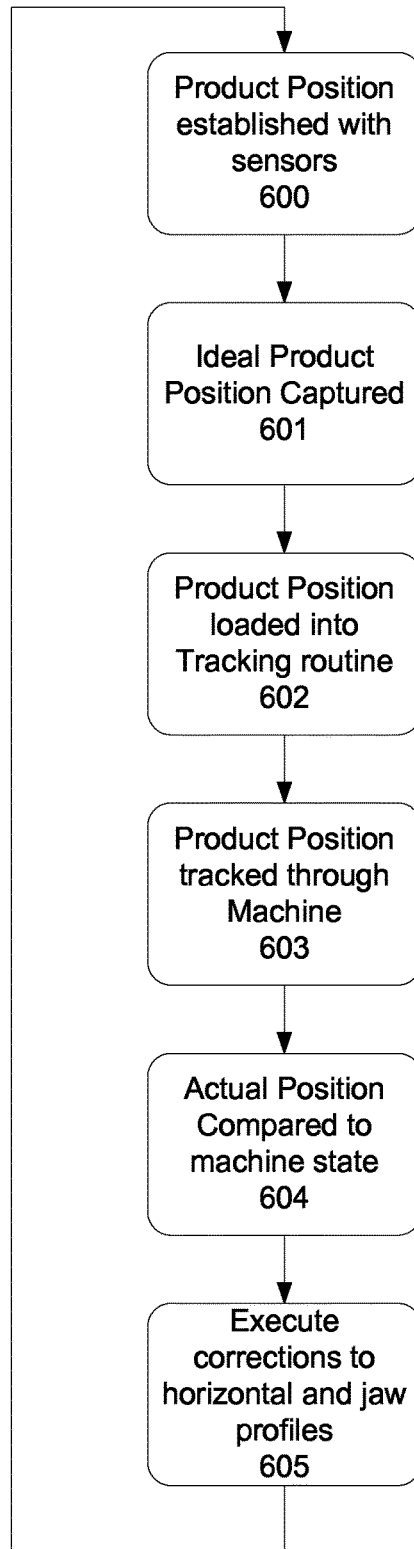 Product Position
established with
sensors
600
Ideal Product
Position Captured
601
Product Position
loaded into
Tracking routine
602
Product Position
tracked through
Machine
603
Actual Position
Compared to
machine state
604
Execute
corrections to
horizontal and jaw
profiles
605